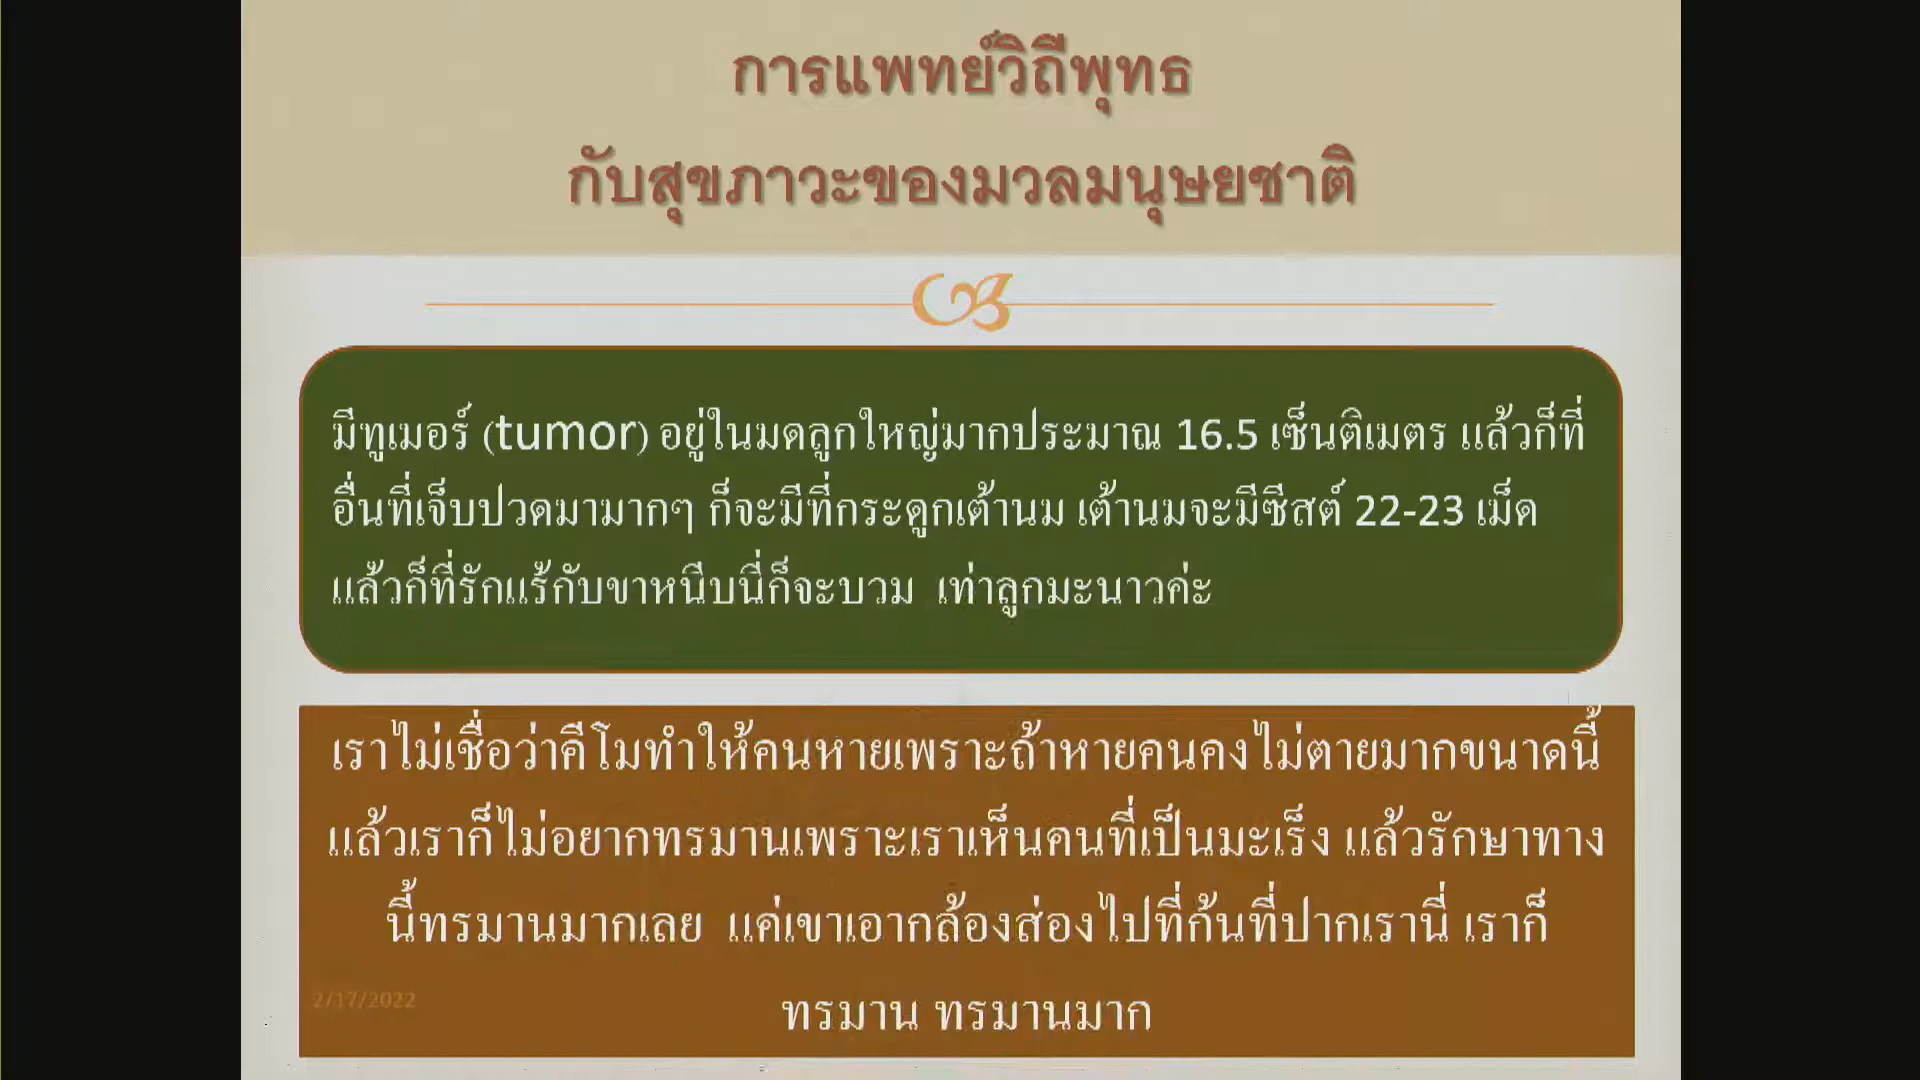 การแพทย์วิถีพุทธ
กับสุขภาวะของมวลมนุษยชาติ
มีทูเมอร์ (tumor) อยู่ในมดลูกใหญ่มากประมาณ 16.5 เซ็นติเมตร แล้วก็ที่
อื่นที่เจ็บปวดมามากๆ ก็จะมีที่กระดูกเต้านม เต้านมจะมีซีสต์ 22-23 เม็ด
แล้วก็ที่รักแร้กับขาหนีบนี่ก็จะบวม เท่าลูกมะนาวค่ะ
เราไม่เชื่อว่าคีโมทำให้คนหายเพราะถ้าหายคนคงไม่ตายมากขนาดนี้
แล้วเราก็ไม่อยากทรมานเพราะเราเห็นคนที่เป็นมะเร็ง แล้วรักษาทาง
นี้ทรมานมากเลย แค่เขาเอากล้องส่องไปที่ก้นที่ปากเรานี่ เราก็
ทรมาน ทรมานมาก
2/17/2022